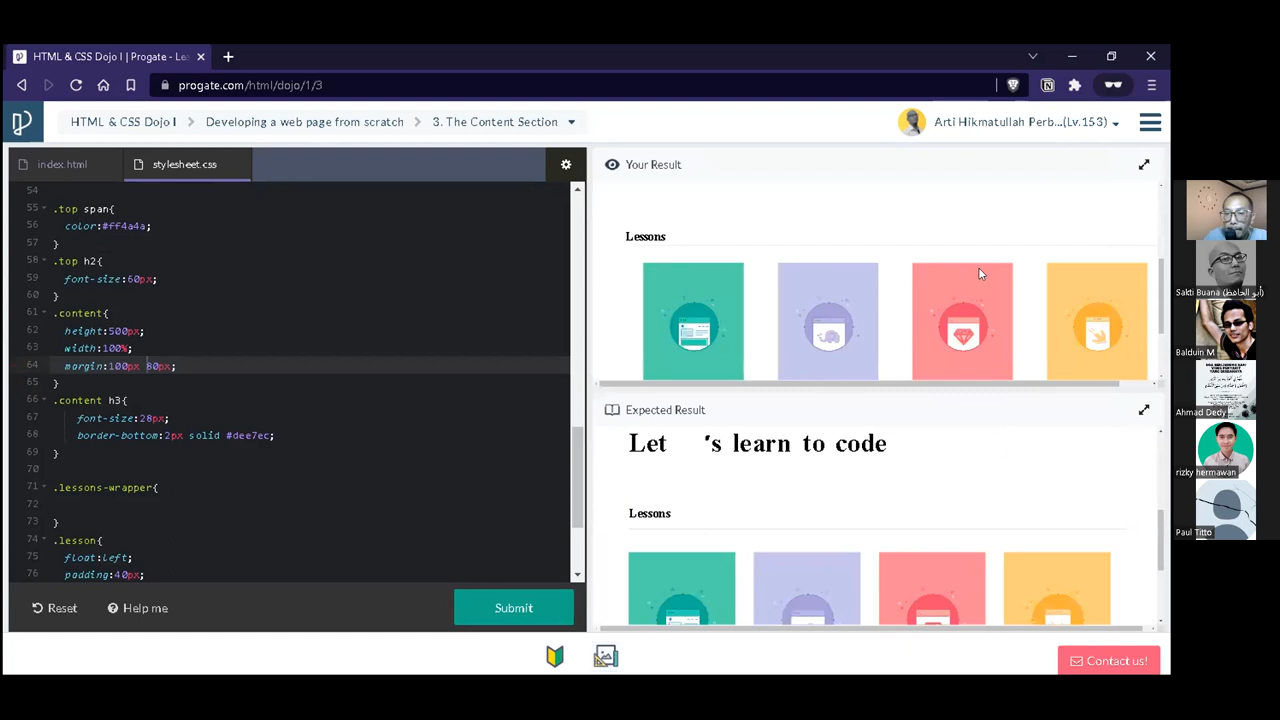 HTML & CSS Dojo I | Progate - Les
progate.com/html/dojo/1/3
HTML & CSS Dojo I
Developing a web page from scratch
3. The Content Section
Arti Hikmatullah Perb...(Lv.153)
index.html
stylesheet.css
Your Result
54
55 .top span{
56 color:#ff4a4a;
57 }
58 .top h2{
59 font-size:60px;
60 }
61 .content{
62 height:500px;
63 width:100%;
64 margin:100px 80px;
65 }
66 .content h3{
67 font-size:28px;
68 border-bottom:2px solid #dee7ec;
69 }
70
71 .lessons-wrapper{
72
73 }
74 .lesson{
75 float:left;
76 padding:40px;
Lessons
Expected Result
Let 's learn to code
Lessons
Reset
Help me
Submit
Contact us!
Sakti Buana (أبو الحافظ)
Balduin M
Ahmad Dedy
rizky hermawan
Paul Titto